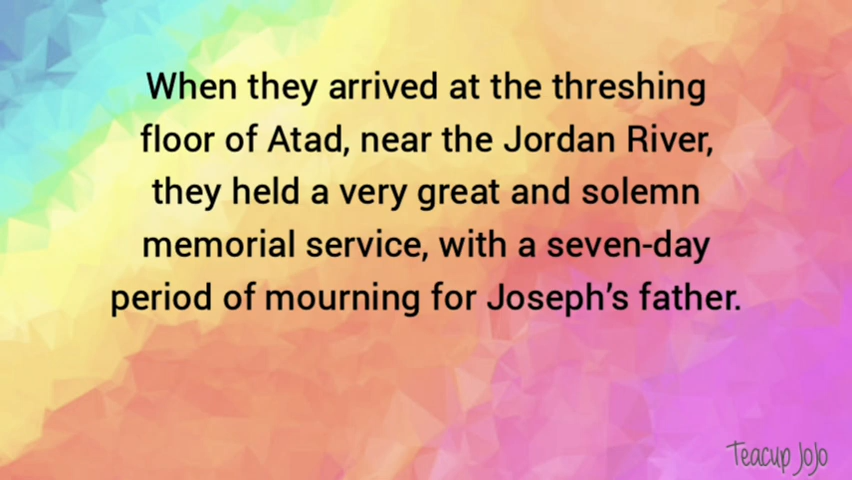 When they arrived at the threshing
floor of Atad, near the Jordan River,
they held a very great and solemn
memorial service, with a seven-day
period of mourning for Joseph's father.
Teacup JoJo